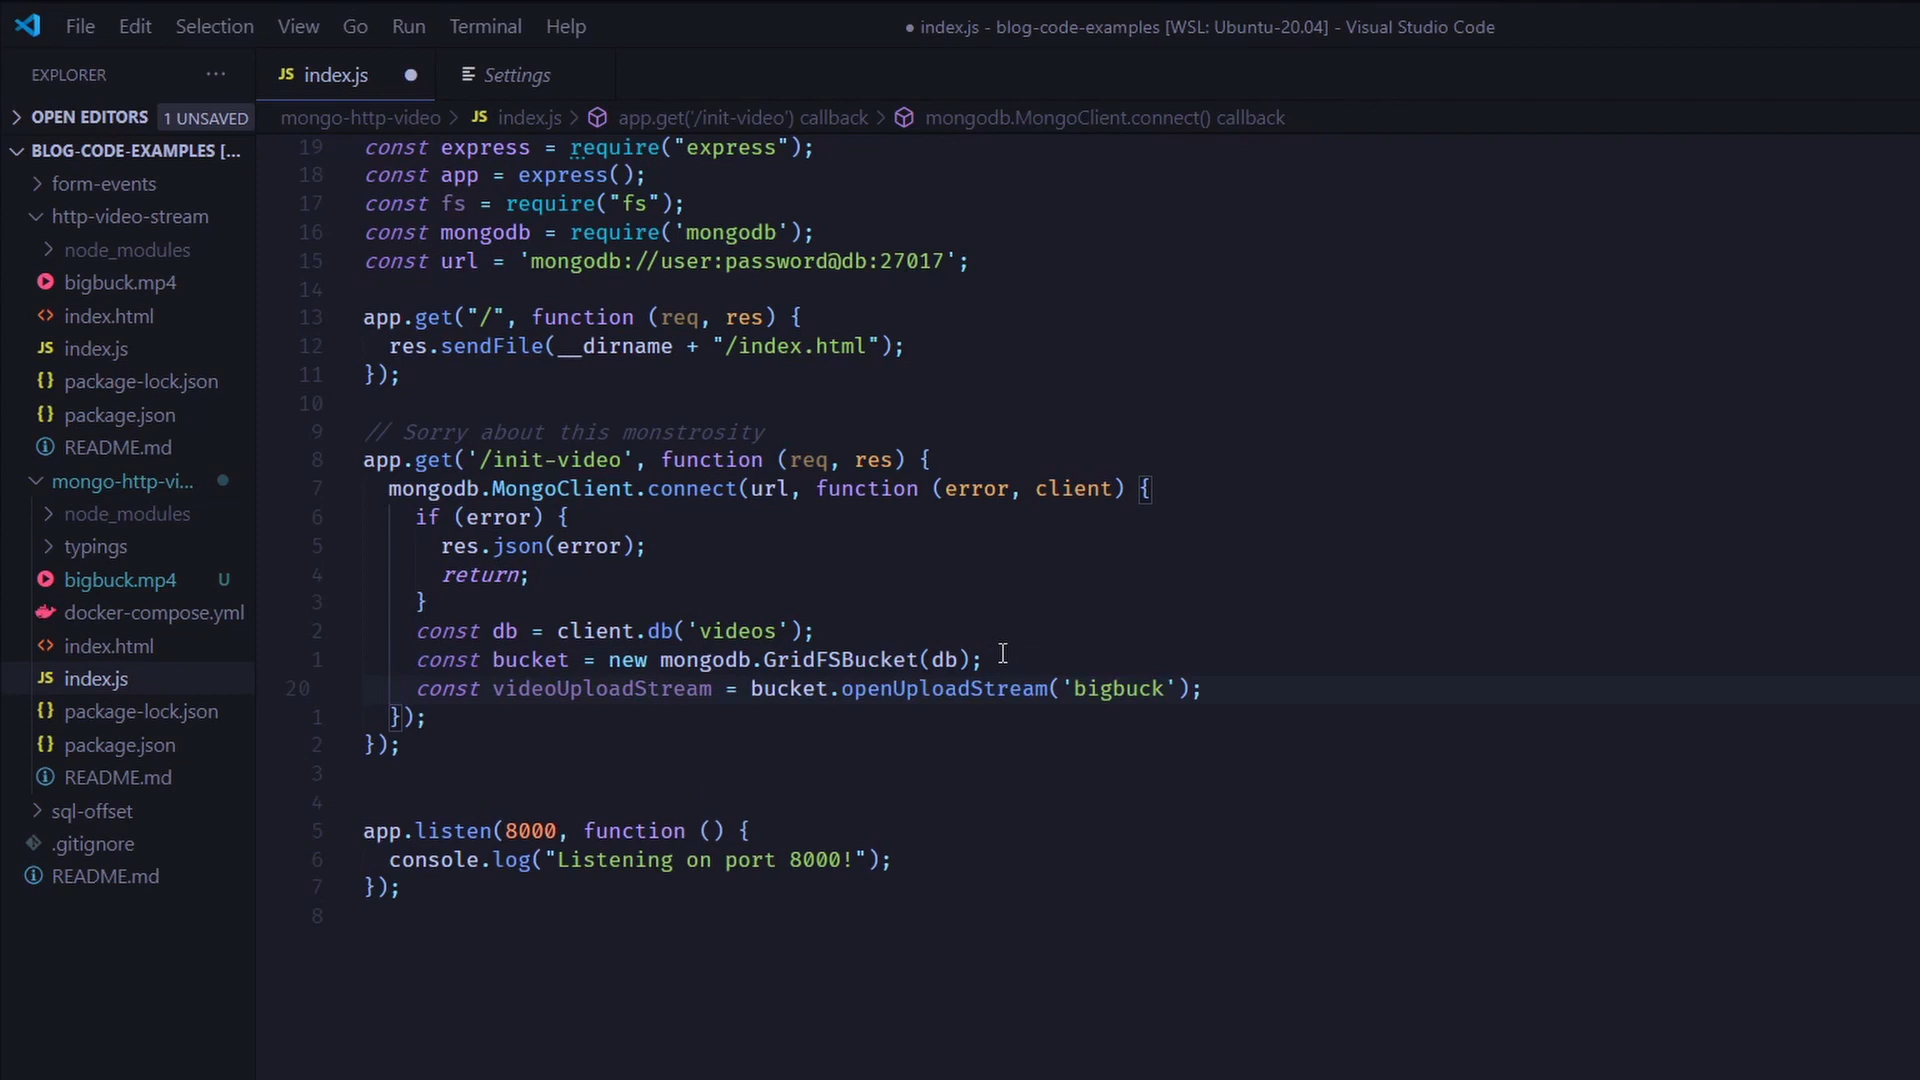 File Edit Selection View Go Run Terminal Help ● index.js - blog-code-examples [WSL: Ubuntu-20.04] - Visual Studio Code
EXPLORER ···
JS index.js ● Settings
OPEN EDITORS 1 UNSAVED
mongo-http-video > JS index.js > app.get('/init-video') callback > mongodb.MongoClient.connect() callback
BLOG-CODE-EXAMPLES [...
form-events
http-video-stream
node_modules
bigbuck.mp4
<> index.html
JS index.js
{} package-lock.json
{} package.json
README.md
mongo-http-vi... ●
node_modules
typings
bigbuck.mp4 U
docker-compose.yml
<> index.html
JS index.js
{} package-lock.json
{} package.json
README.md
sql-offset
.gitignore
README.md
19 const express = require("express");
18 const app = express();
17 const fs = require("fs");
16 const mongodb = require('mongodb');
15 const url = 'mongodb://user:password@db:27017';
14
13 app.get("/", function (req, res) {
12 res.sendFile(__dirname + "/index.html");
11 });
10
9 // Sorry about this monstrosity
8 app.get('/init-video', function (req, res) {
7 mongodb.MongoClient.connect(url, function (error, client) {
6 if (error) {
5 res.json(error);
4 return;
3 }
2 const db = client.db('videos');
1 const bucket = new mongodb.GridFSBucket(db);
20 const videoUploadStream = bucket.openUploadStream('bigbuck');
1 });
2 });
3
4
5 app.listen(8000, function () {
6 console.log("Listening on port 8000!");
7 });
8